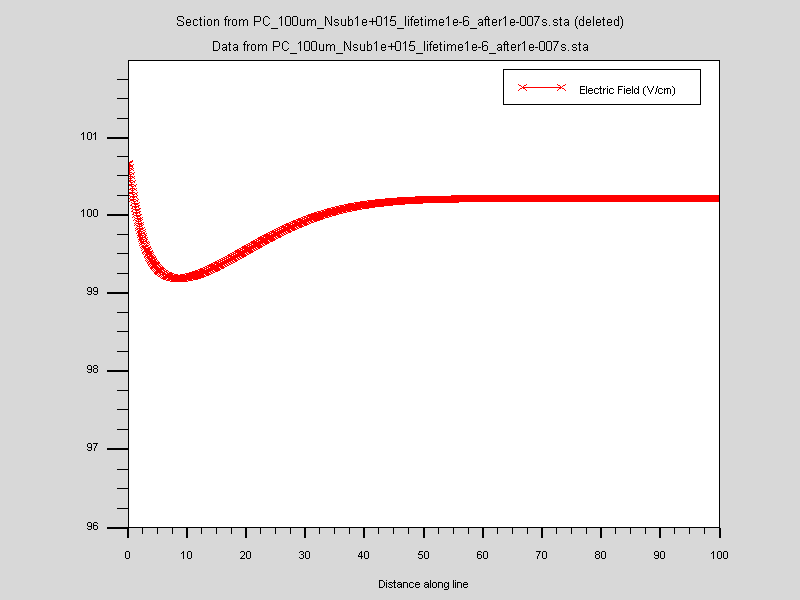 Section from PC_100um_Nsub1e+015_lifetime1e-6_after1e-007s.sta (deleted)
Data from PC_100um_Nsub1e+015_lifetime1e-6_after1e-007s.sta
Electric Field (V/cm)
101
100
99
98
97
96
0 10 20 30 40 50 60 70 80 90 100
Distance along line